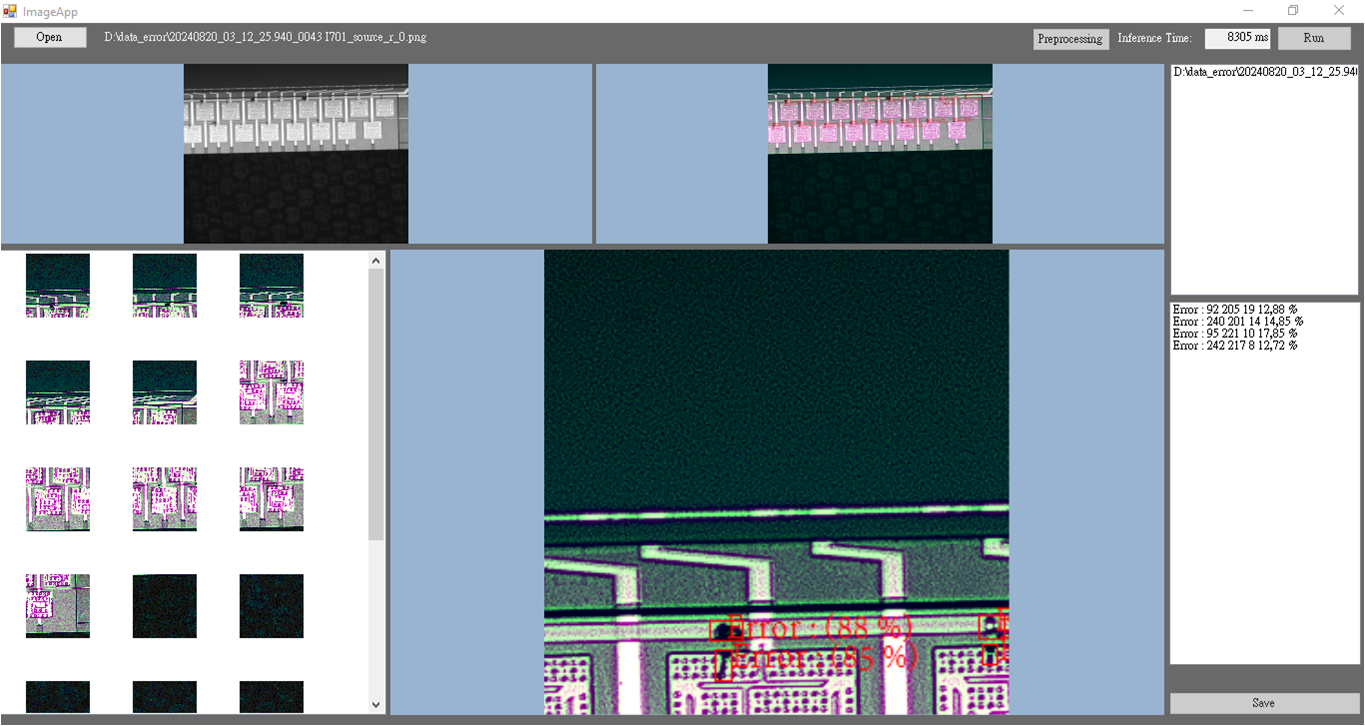 ImageApp
Open D:\data_error\20240820_03_12_25.940_0043 I701_source_r_0.png Preprocessing Inference Time: 8305 ms Run
D:\data_error\20240820_03_12_25.94
Error : 92 205 19 12,88 %
Error : 240 201 14 14,85 %
Error : 95 221 10 17,85 %
Error : 242 217 8 12,72 %
Error : (88 %)
Error : (85 %)
Save